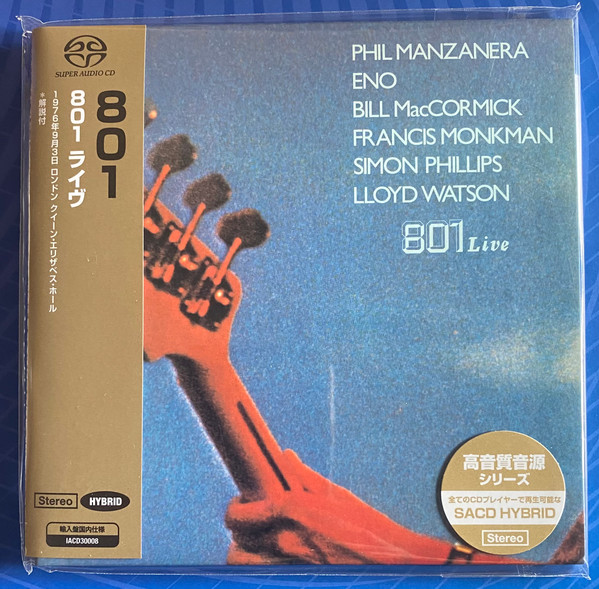 SUPER AUDIO CD
801
801 ライヴ
1976年9月3日 ロンドン クイーン・エリザベス・ホール
＊解説付
Stereo
HYBRID
輸入盤国内仕様
IACD30008
PHIL MANZANERA
ENO
BILL MacCORMICK
FRANCIS MONKMAN
SIMON PHILLIPS
LLOYD WATSON
801 Live
高音質音源
シリーズ
全てのCDプレイヤーで再生可能な
SACD HYBRID
Stereo